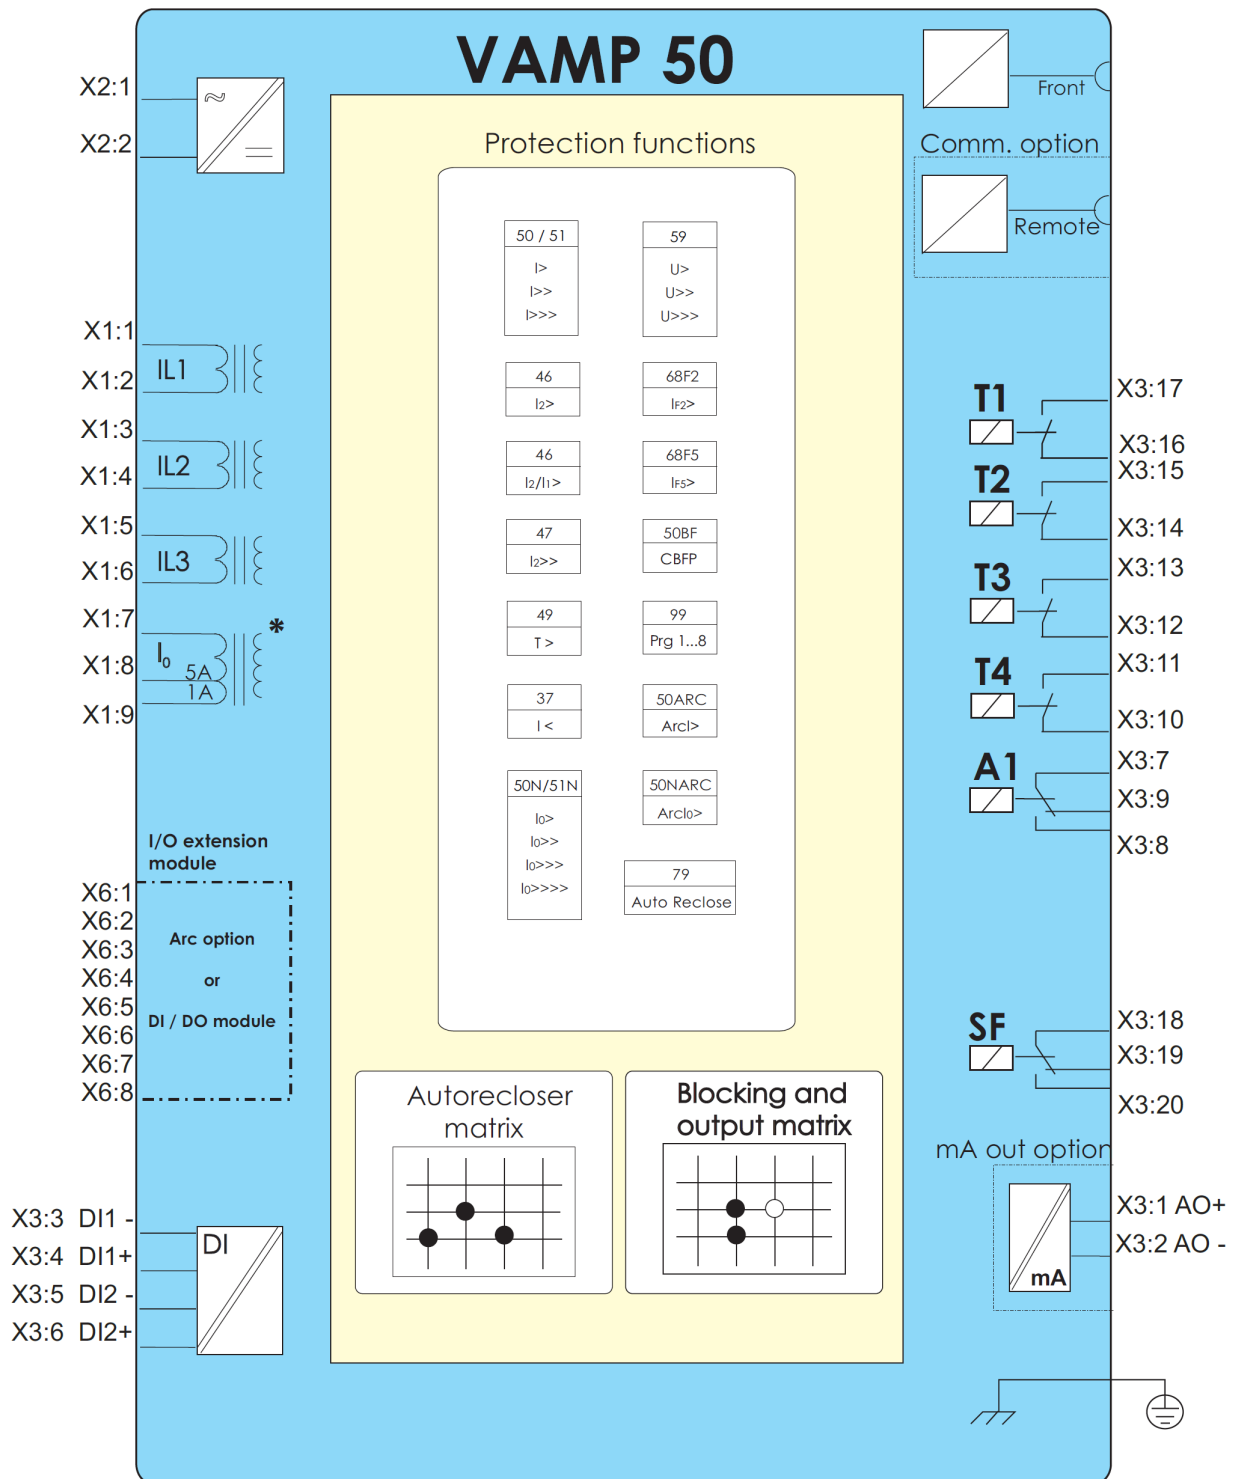 VAMP 50
X2:1
X2:2
~
Front
Comm. option
Remote
Protection functions
50 / 51
I>
I>>
I>>>
59
U>
U>>
U>>>
46
I2>
68F2
IF2>
46
I2/I1>
68F5
IF5>
47
I2>>
50BF
CBFP
49
T >
99
Prg 1...8
37
I <
50ARC
ArcI>
50N/51N
I0>
I0>>
I0>>>
I0>>>>
50NARC
ArcI0>
79
Auto Reclose
X1:1
IL1
X1:2
X1:3
IL2
X1:4
X1:5
IL3
X1:6
X1:7
*
I0
X1:8
5A
1A
X1:9
I/O extension
module
X6:1
X6:2
X6:3
X6:4
X6:5
X6:6
X6:7
X6:8
Arc option
or
DI / DO module
X3:3 DI1 -
X3:4 DI1+
X3:5 DI2 -
X3:6 DI2+
DI
Autorecloser
matrix
Blocking and
output matrix
T1
X3:17
X3:16
T2
X3:15
X3:14
T3
X3:13
X3:12
T4
X3:11
X3:10
A1
X3:7
X3:9
X3:8
SF
X3:18
X3:19
X3:20
mA out option
X3:1 AO+
X3:2 AO -
mA